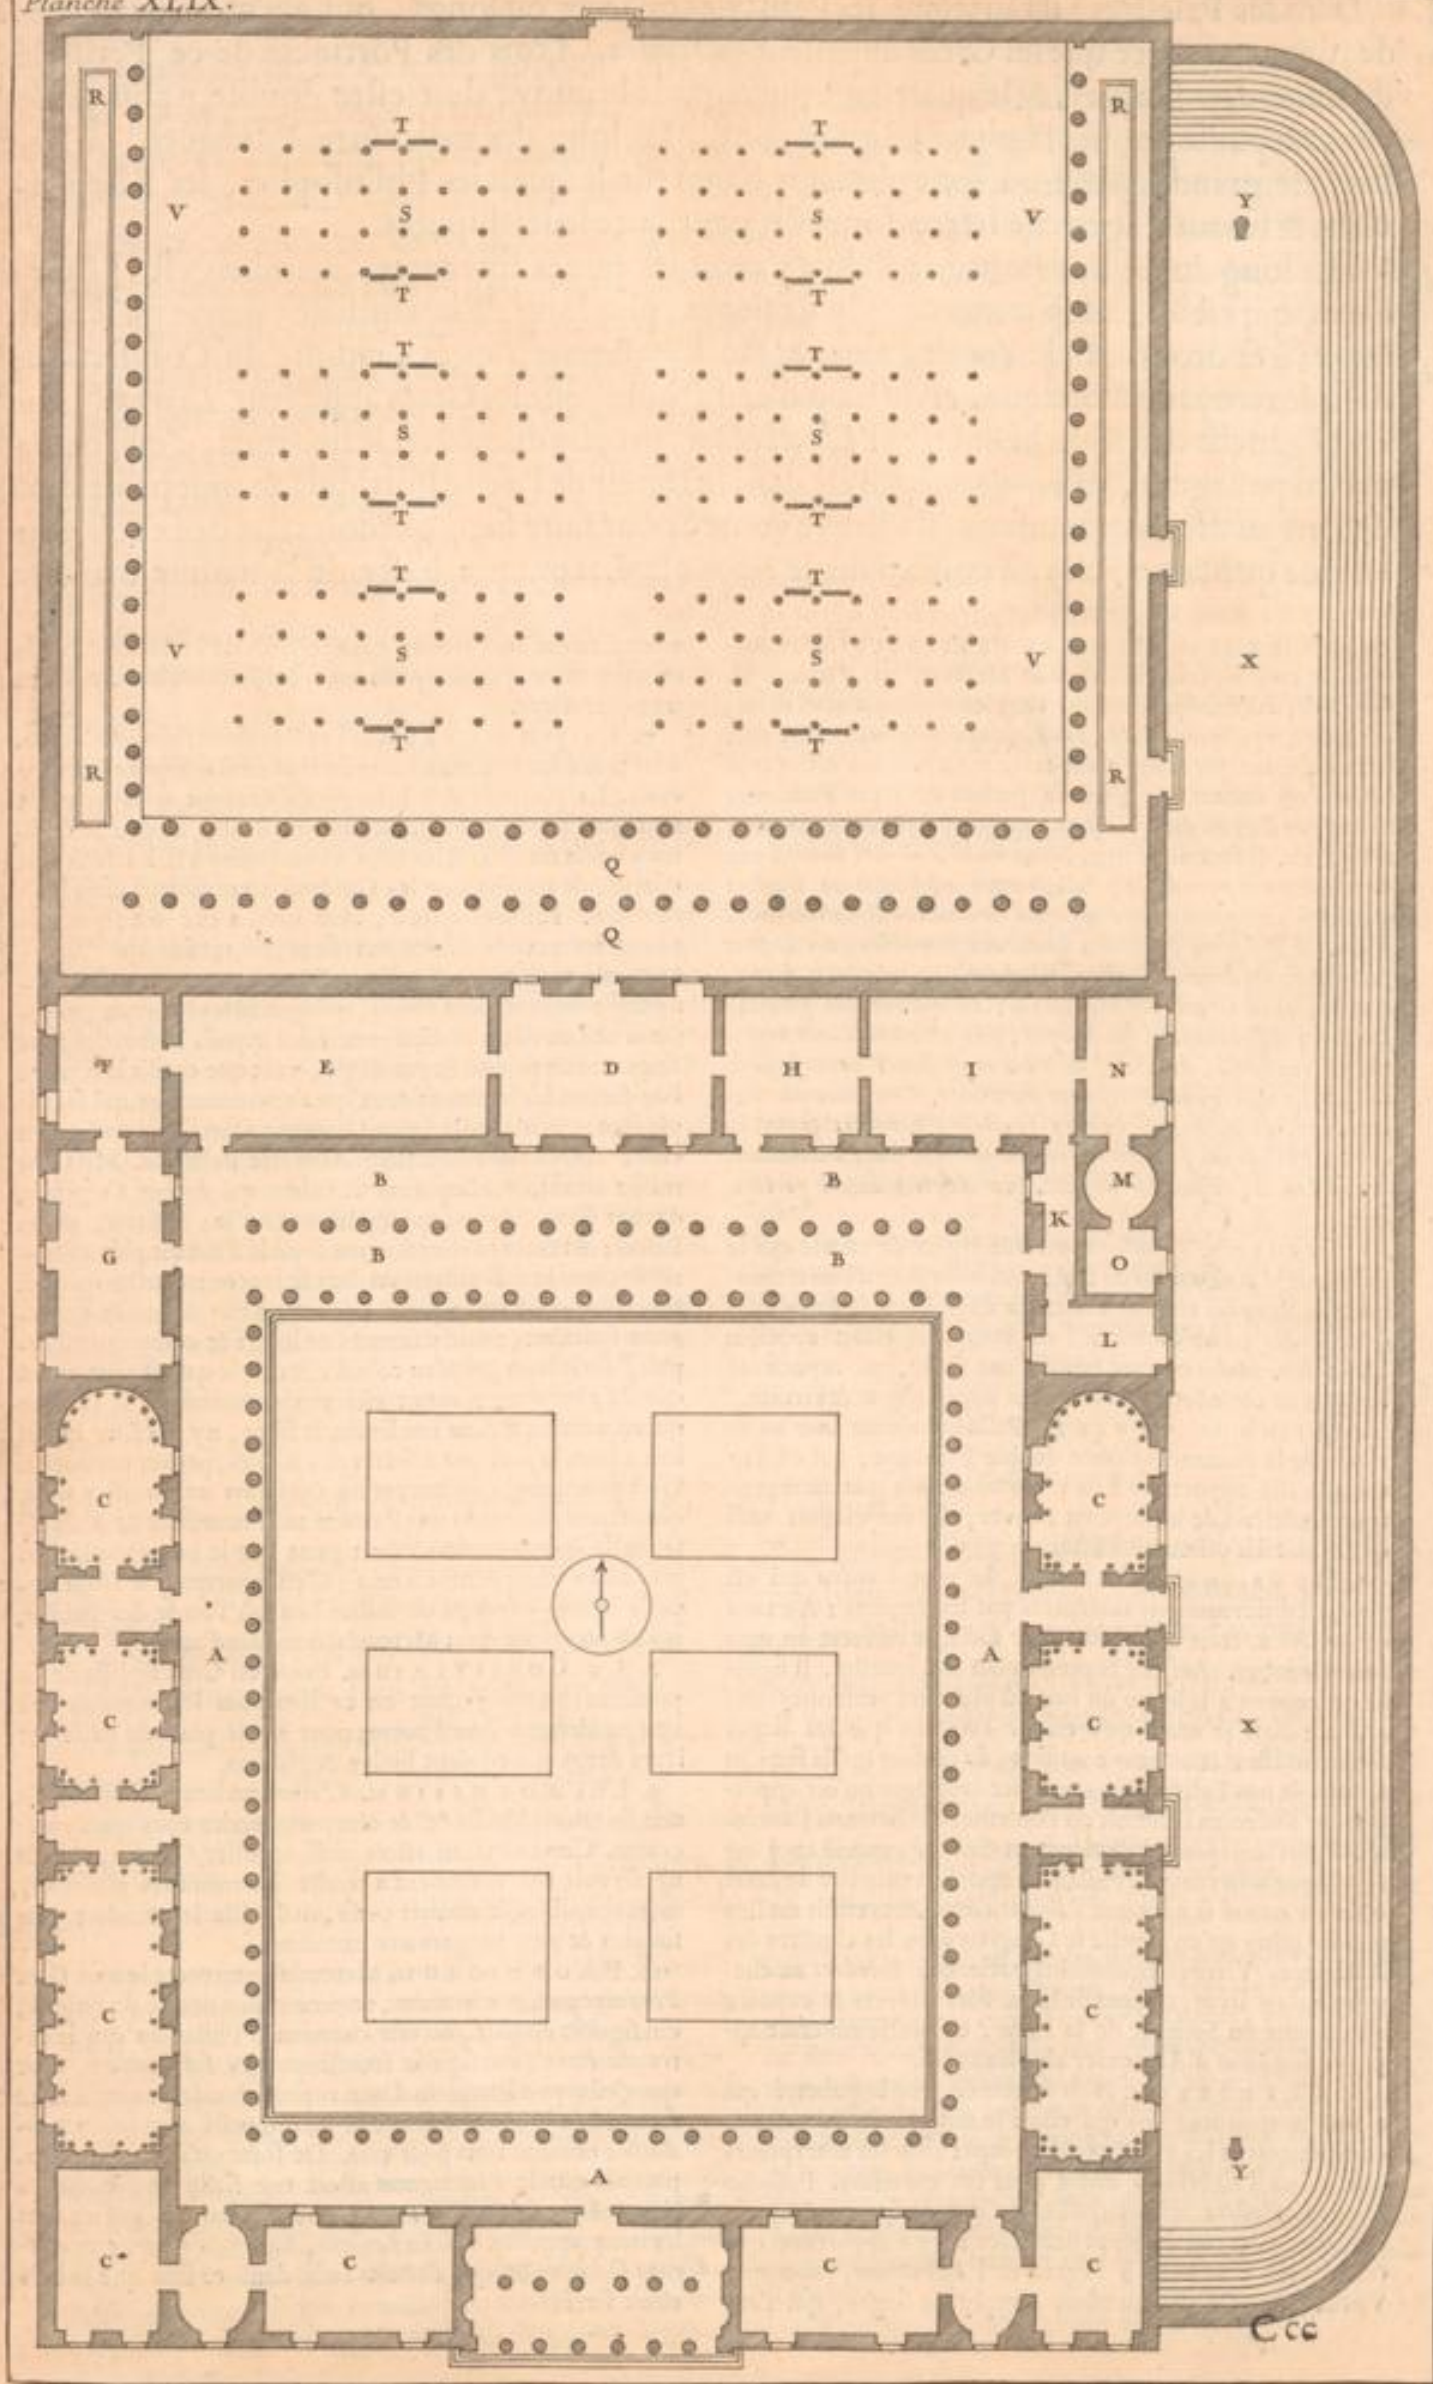 Planche XLIX.
R R
T T
Y
V S S V
T T
T T
S S
T T
T T
V S S V X
T T
R R
Q
Q
F E D H I N
B B M
K
G B B O
L
C C
A A
C C X
C C
Y
A
C C C C
Ccc